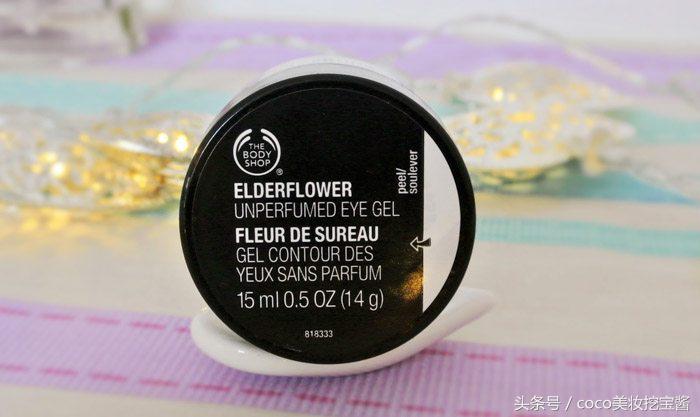 THE
BODY
SHOP
®
ELDERFLOWER
UNPERFUMED EYE GEL
FLEUR DE SUREAU
GEL CONTOUR DES
YEUX SANS PARFUM
15 ml 0.5 OZ (14 g)
818333
peel/
soulever
头条号 / coco美妆挖宝酱